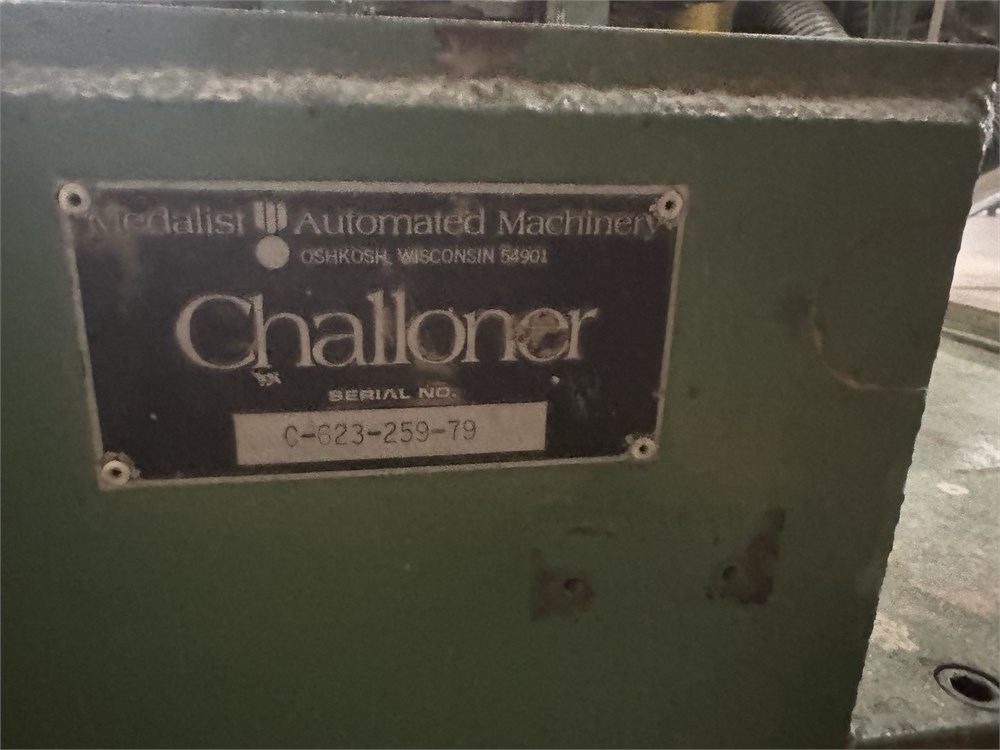 Medalist Automated Machinery
OSHKOSH, WISCONSIN 54901
Challoner
SERIAL NO.
C-623-259-79